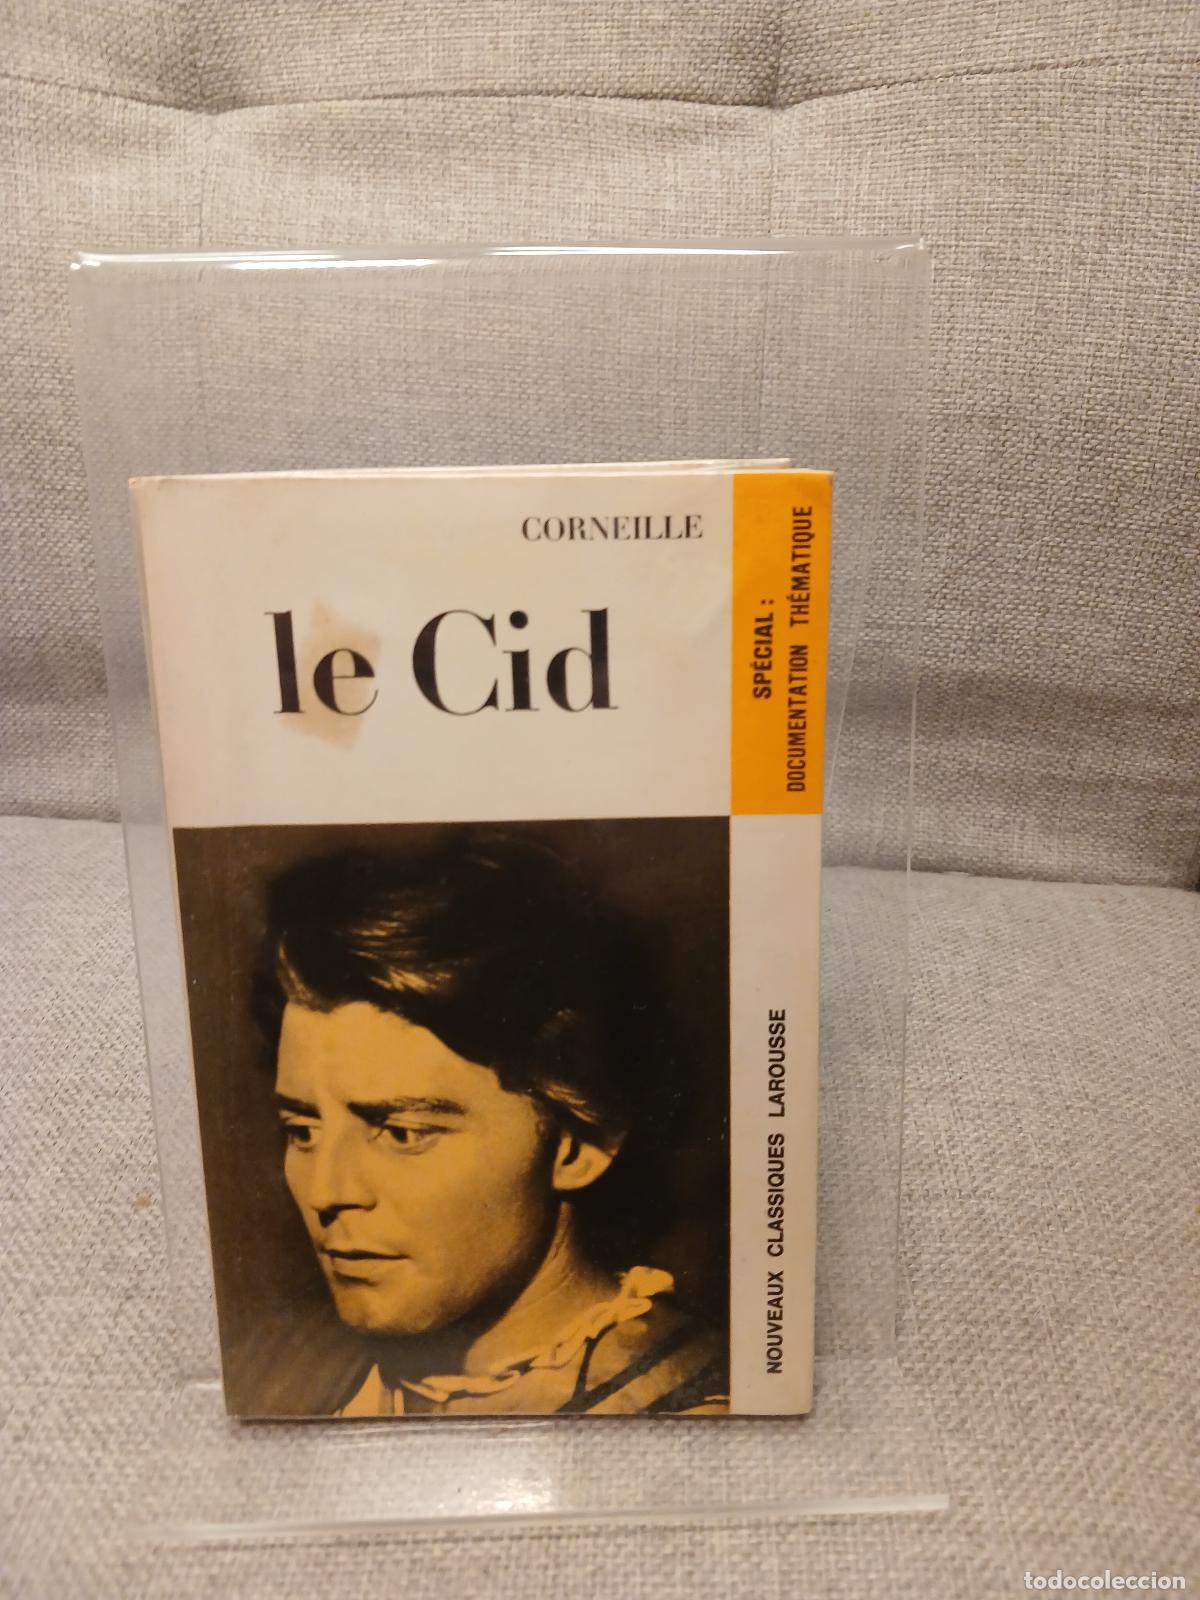 CORNEILLE
le Cid
SPÉCIAL :
DOCUMENTATION THÉMATIQUE
NOUVEAUX CLASSIQUES LAROUSSE
todocoleccion